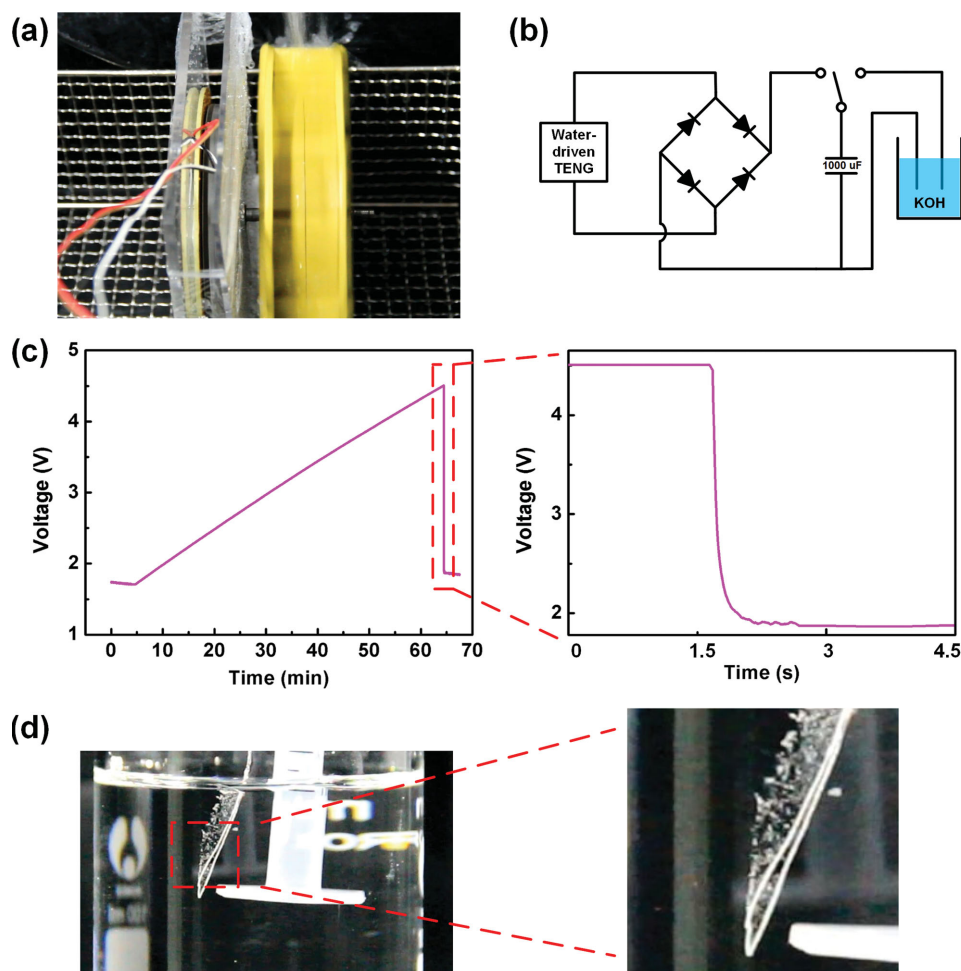 (a)
(b)
Water-
driven
TENG
1000 uF
KOH
(c)
5
4
3
2
1
Voltage (V)
0
10
20
30
40
50
60
70
Time (min)
4
3
2
Voltage (V)
0
1.5
3
4.5
Time (s)
(d)